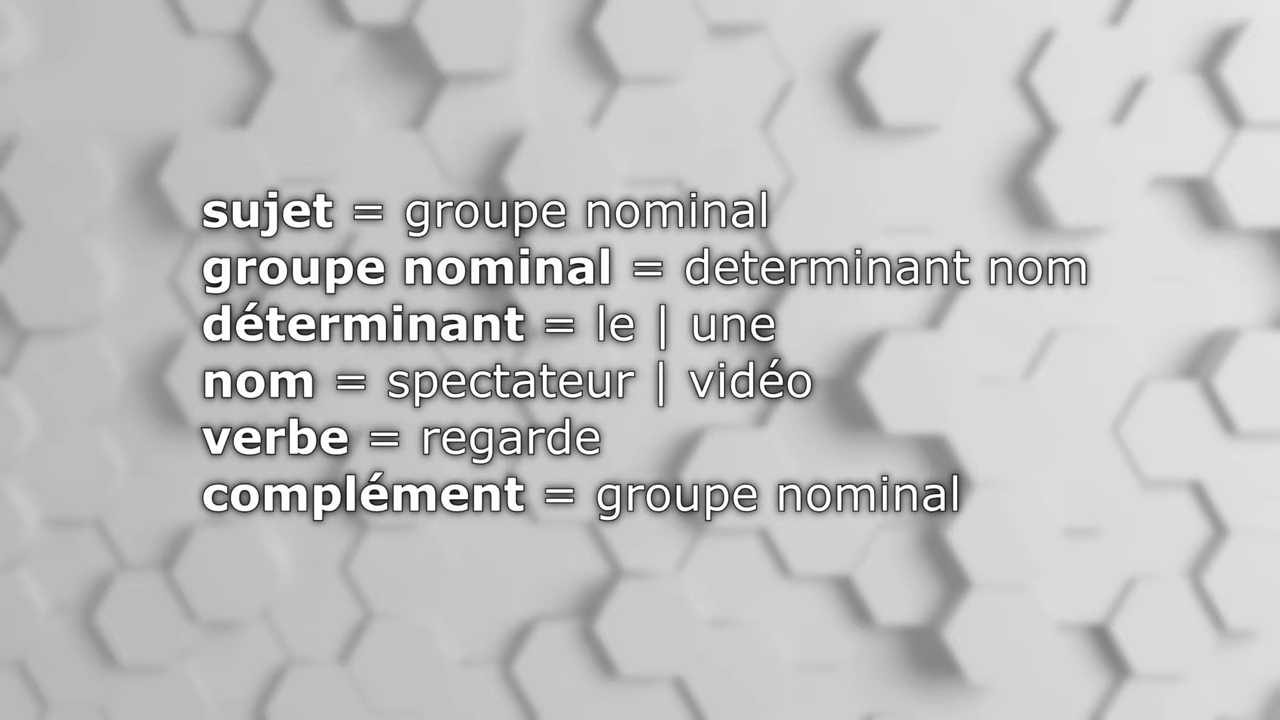 sujet = groupe nominal
groupe nominal = determinant nom
déterminant = le | une
nom = spectateur | vidéo
verbe = regarde
complément = groupe nominal